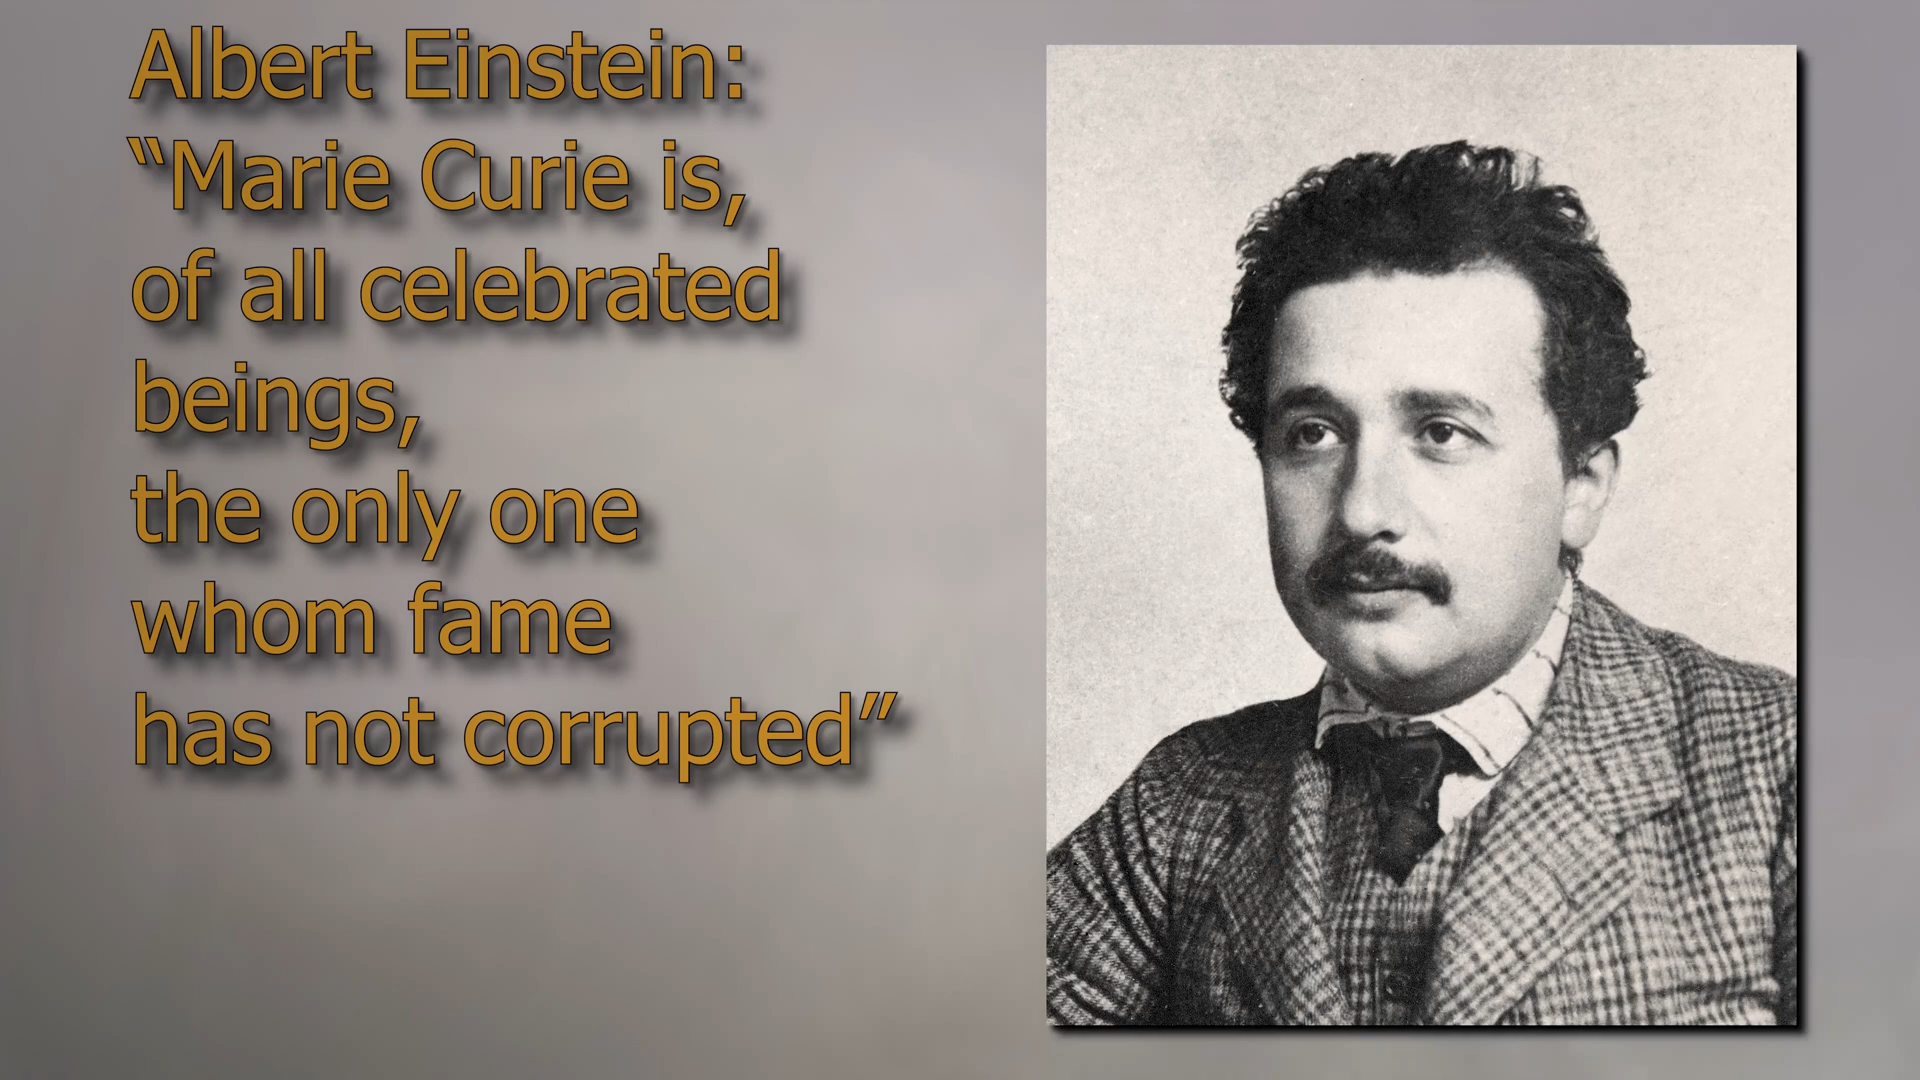 Albert Einstein:
“Marie Curie is,
of all celebrated
beings,
the only one
whom fame
has not corrupted”